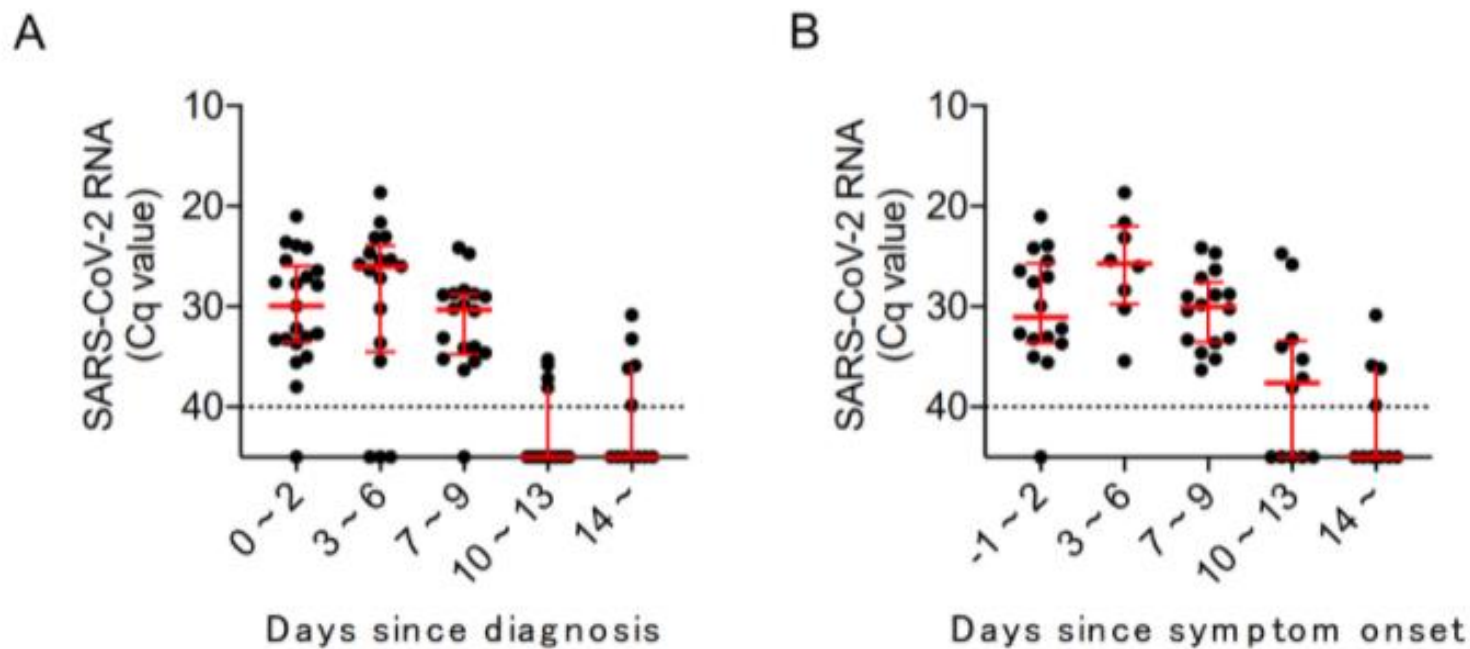 A
SARS-CoV-2 RNA
(Cq value)
10
20
30
40
0 ~ 2
3 ~ 6
7 ~ 9
10 ~ 13
14 ~
Days since diagnosis
B
SARS-CoV-2 RNA
(Cq value)
10
20
30
40
-1 ~ 2
3 ~ 6
7 ~ 9
10 ~ 13
14 ~
Days since symptom onset